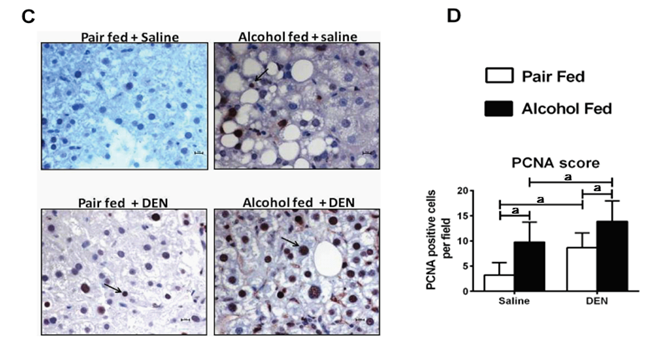 C
Pair fed + Saline
Alcohol fed + saline
Pair fed + DEN
Alcohol fed + DEN
D
Pair Fed
Alcohol Fed
PCNA score
PCNA positive cells
per field
20
15
10
5
0
a
a
a
a
a
Saline
DEN